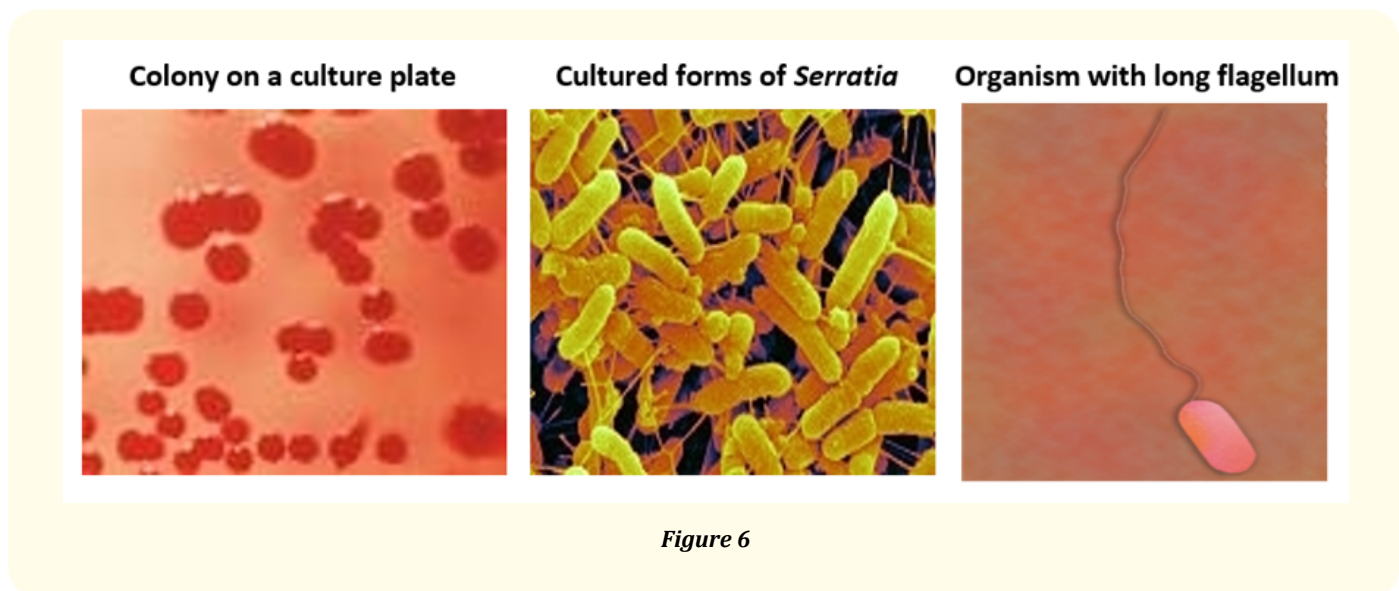 Colony on a culture plate
Cultured forms of Serratia
Organism with long flagellum
Figure 6